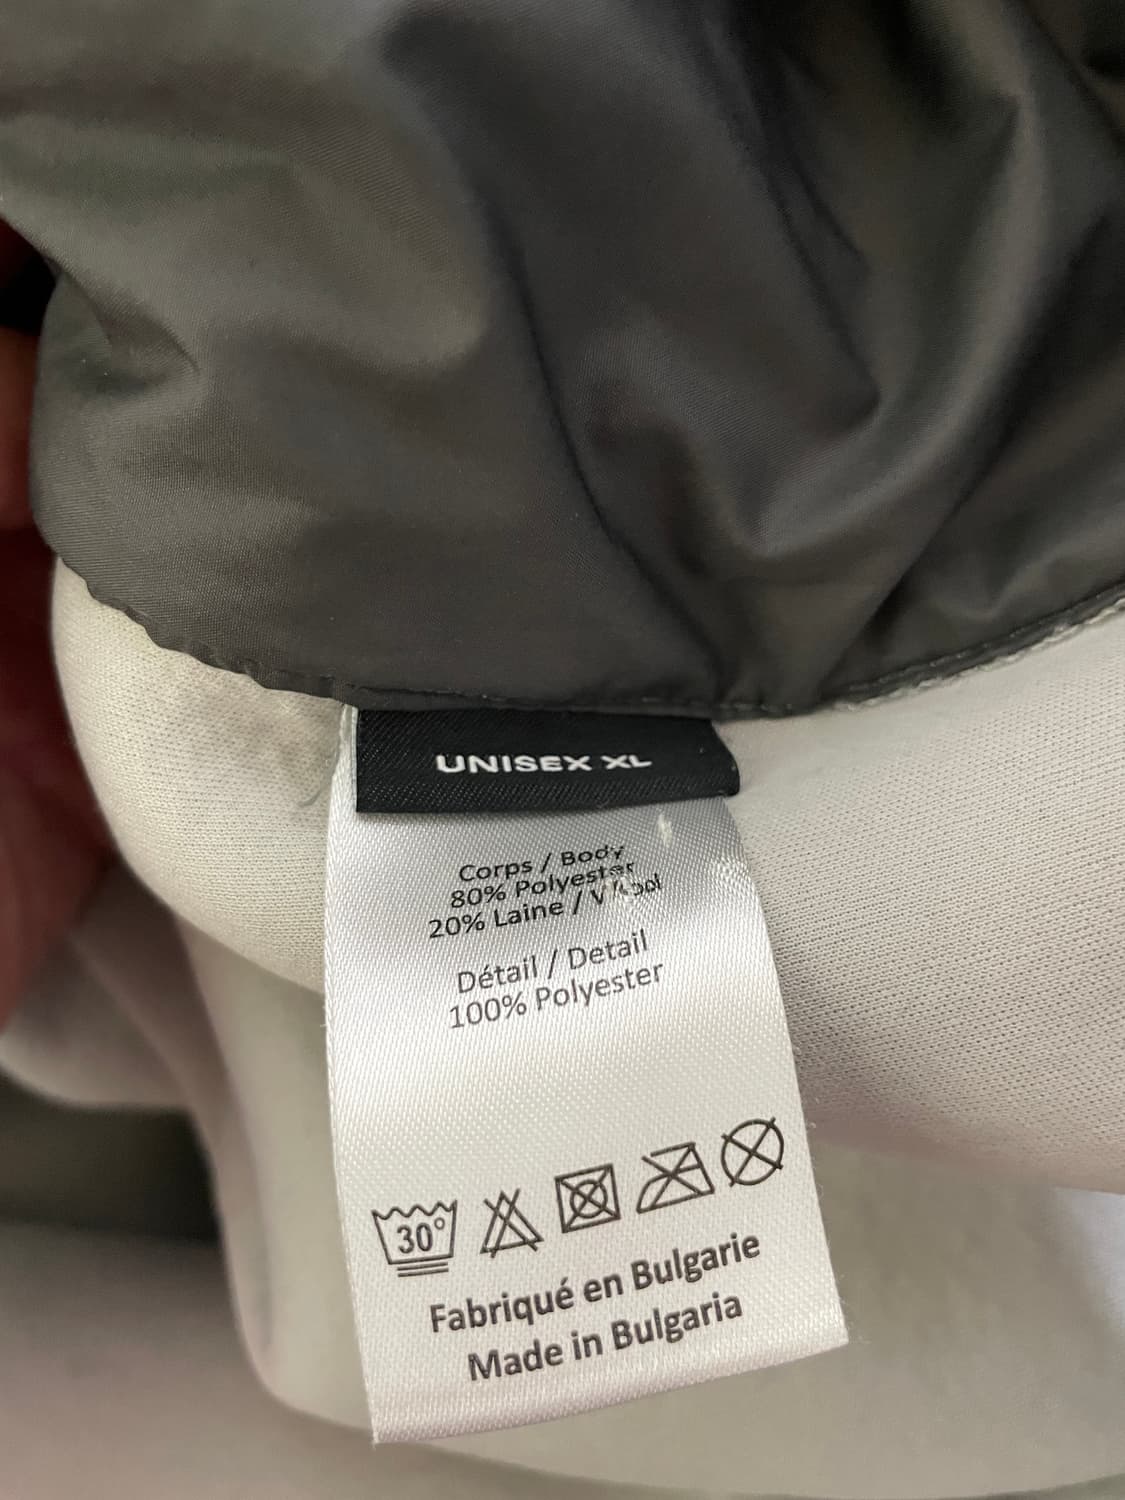 UNISEX XL
Corps / Body
80% Polyester
20% Laine / Wool
Détail / Detail
100% Polyester
30°
Fabriqué en Bulgarie
Made in Bulgaria